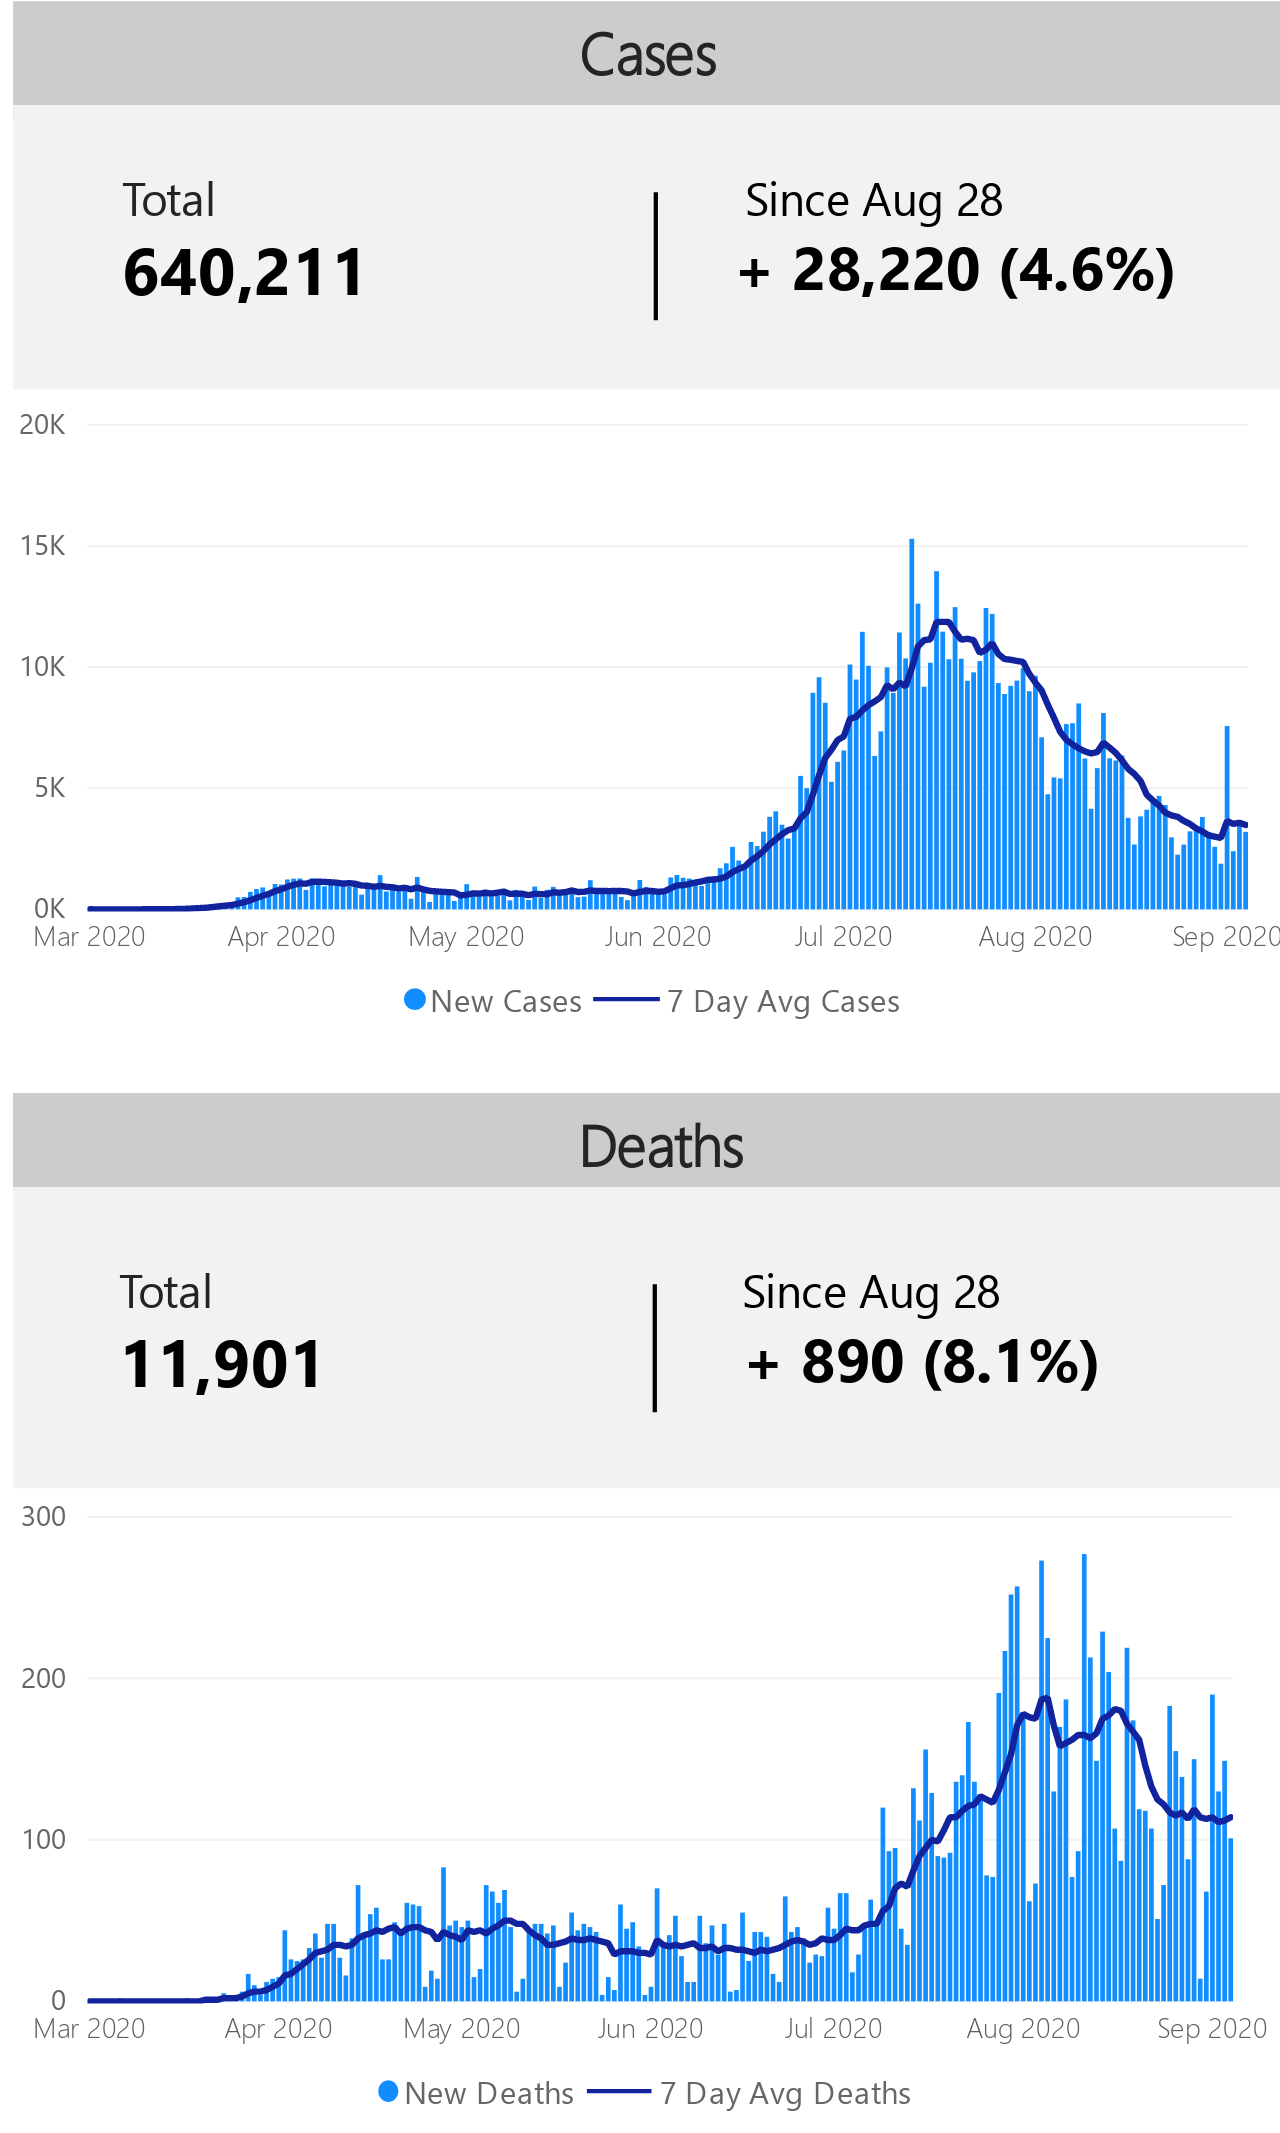 Cases
Total
Since Aug 28
640,211
+ 28,220 (4.6%)
20K
15K
10K
5K
0K
Mar 2020 Apr 2020 May 2020 Jun 2020 Jul 2020 Aug 2020 Sep 2020
New Cases 7 Day Avg Cases
Deaths
Total
Since Aug 28
11,901
+ 890 (8.1%)
300
200
100
0
Mar 2020 Apr 2020 May 2020 Jun 2020 Jul 2020 Aug 2020 Sep 2020
New Deaths 7 Day Avg Deaths